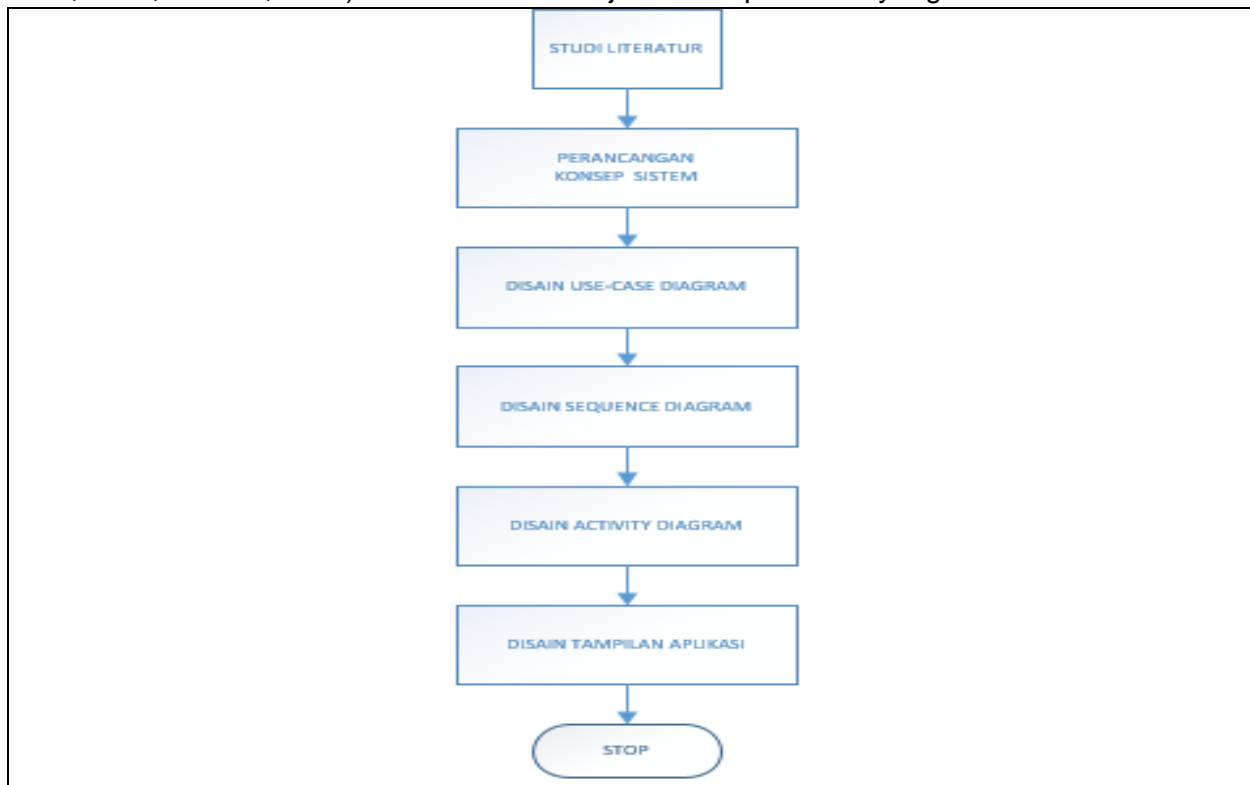 STUDI LITERATUR
PERANCANGAN
KONSEP SISTEM
DISAIN USE-CASE DIAGRAM
DISAIN SEQUENCE DIAGRAM
DISAIN ACTIVITY DIAGRAM
DISAIN TAMPILAN APLIKASI
STOP